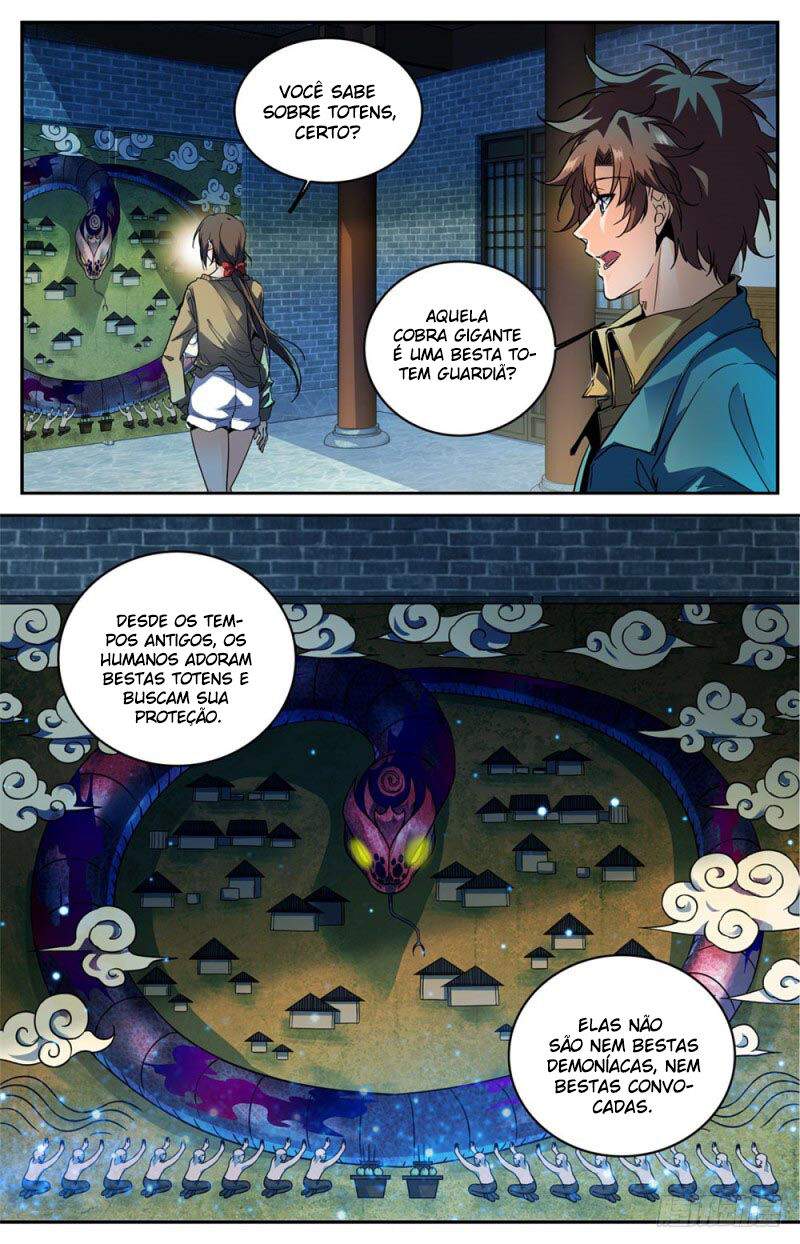 VOCÊ SABE
SOBRE TOTENS,
CERTO?
AQUELA
COBRA GIGANTE
É UMA BESTA TO-
TEM GUARDIÃ?
DESDE OS TEM-
POS ANTIGOS, OS
HUMANOS ADORAM
BESTAS TOTENS E
BUSCAM SUA
PROTEÇÃO.
ELAS NÃO
SÃO NEM BESTAS
DEMONÍACAS, NEM
BESTAS CONVO-
CADAS.